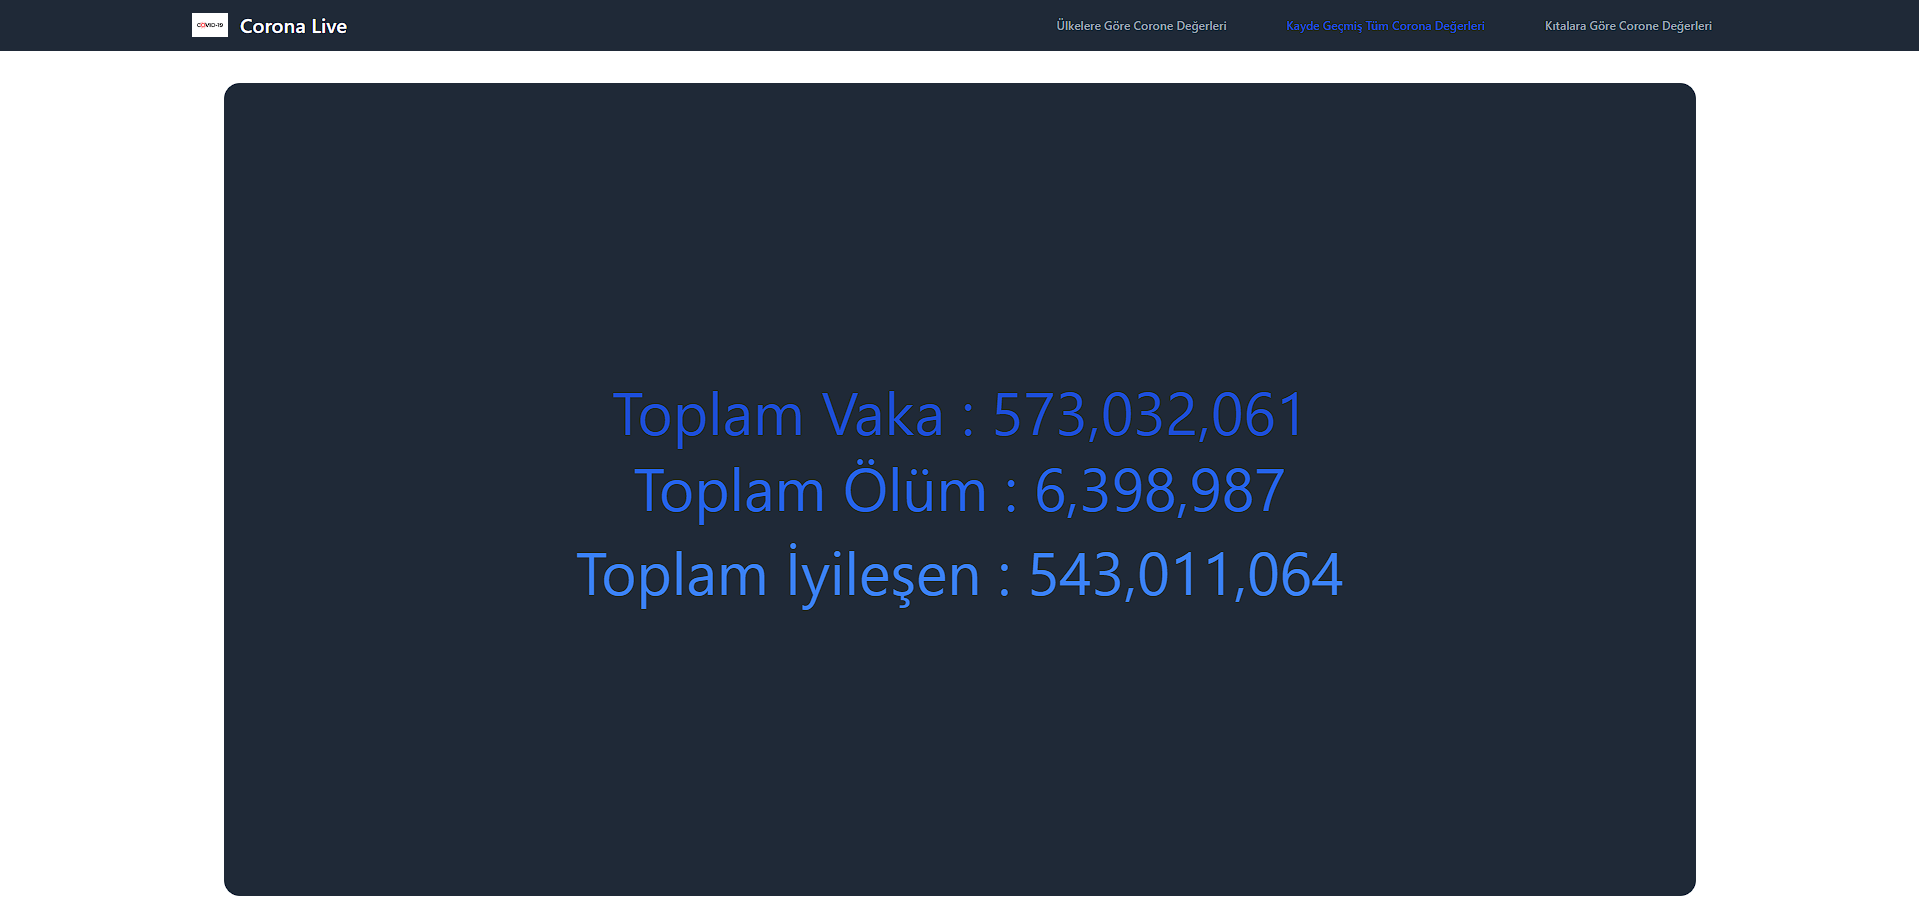 COVID-19
Corona Live
Ülkelere Göre Corone Değerleri
Kayde Geçmiş Tüm Corona Değerleri
Kıtalara Göre Corone Değerleri
Toplam Vaka : 573,032,061
Toplam Ölüm : 6,398,987
Toplam İyileşen : 543,011,064